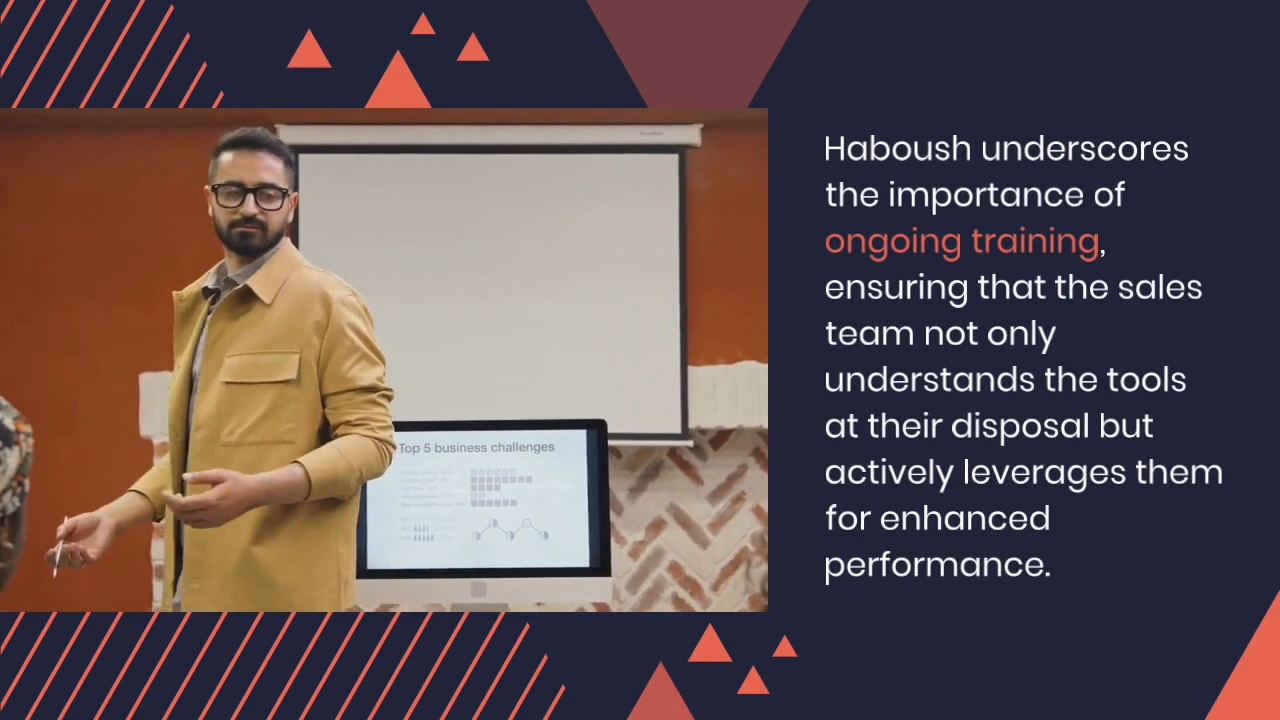 Haboush underscores
the importance of
ongoing training,
ensuring that the sales
team not only
understands the tools
at their disposal but
actively leverages them
for enhanced
performance.
Top 5 business challenges